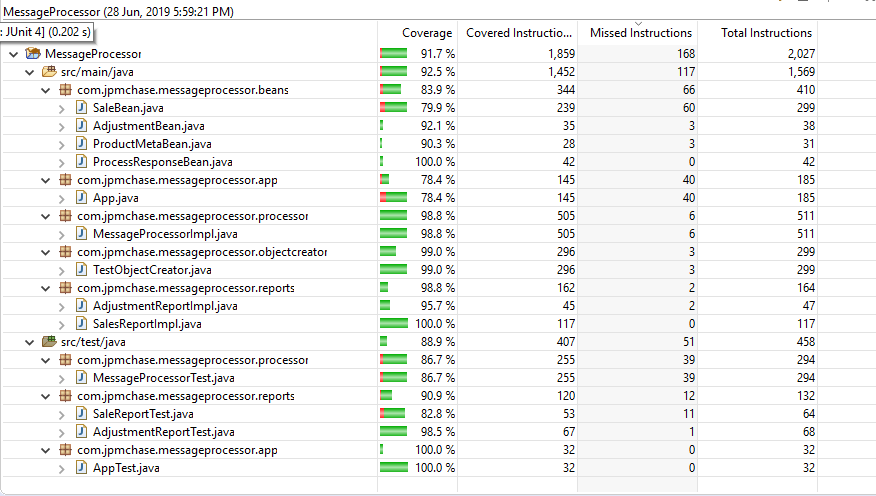 MessageProcessor (28 Jun, 2019 5:59:21 PM)
: JUnit 4] (0.202 s)
Coverage Covered Instructio... Missed Instructions Total Instructions
MessageProcessor 91.7 % 1,859 168 2,027
src/main/java 92.5 % 1,452 117 1,569
com.jpmchase.messageprocessor.beans 83.9 % 344 66 410
SaleBean.java 79.9 % 239 60 299
AdjustmentBean.java 92.1 % 35 3 38
ProductMetaBean.java 90.3 % 28 3 31
ProcessResponseBean.java 100.0 % 42 0 42
com.jpmchase.messageprocessor.app 78.4 % 145 40 185
App.java 78.4 % 145 40 185
com.jpmchase.messageprocessor.processor 98.8 % 505 6 511
MessageProcessorImpl.java 98.8 % 505 6 511
com.jpmchase.messageprocessor.objectcreator 99.0 % 296 3 299
TestObjectCreator.java 99.0 % 296 3 299
com.jpmchase.messageprocessor.reports 98.8 % 162 2 164
AdjustmentReportImpl.java 95.7 % 45 2 47
SalesReportImpl.java 100.0 % 117 0 117
src/test/java 88.9 % 407 51 458
com.jpmchase.messageprocessor.processor 86.7 % 255 39 294
MessageProcessorTest.java 86.7 % 255 39 294
com.jpmchase.messageprocessor.reports 90.9 % 120 12 132
SaleReportTest.java 82.8 % 53 11 64
AdjustmentReportTest.java 98.5 % 67 1 68
com.jpmchase.messageprocessor.app 100.0 % 32 0 32
AppTest.java 100.0 % 32 0 32